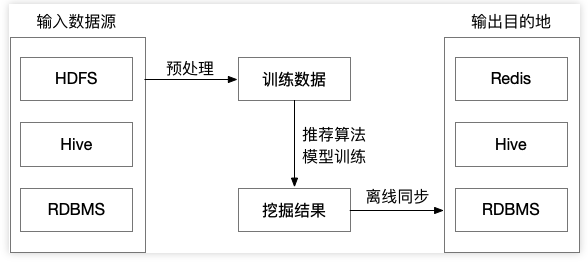 输入数据源
HDFS
Hive
RDBMS
预处理
训练数据
推荐算法
模型训练
挖掘结果
离线同步
输出目的地
Redis
Hive
RDBMS